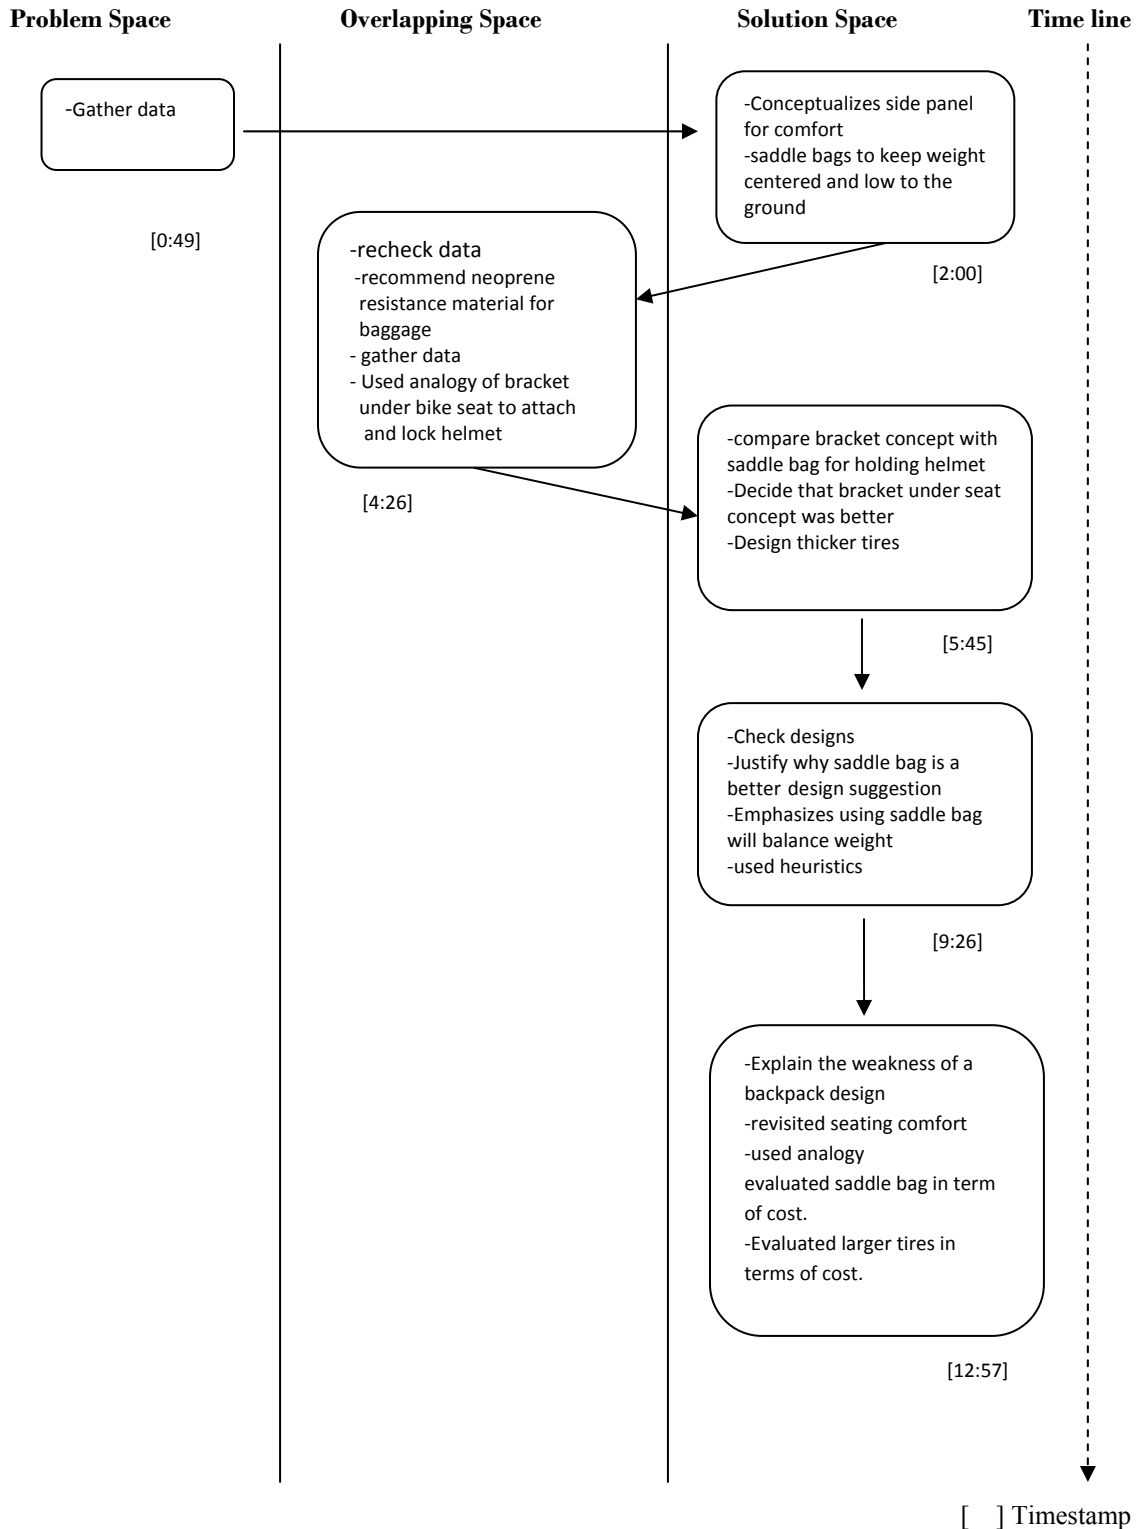 Problem Space
Overlapping Space
Solution Space
Time line
-Gather data
[0:49]
-Conceptualizes side panel
for comfort
-saddle bags to keep weight
centered and low to the
ground
[2:00]
-recheck data
-recommend neoprene
resistance material for
baggage
- gather data
- Used analogy of bracket
under bike seat to attach
and lock helmet
[4:26]
-compare bracket concept with
saddle bag for holding helmet
-Decide that bracket under seat
concept was better
-Design thicker tires
[5:45]
-Check designs
-Justify why saddle bag is a
better design suggestion
-Emphasizes using saddle bag
will balance weight
-used heuristics
[9:26]
-Explain the weakness of a
backpack design
-revisited seating comfort
-used analogy
evaluated saddle bag in term
of cost.
-Evaluated larger tires in
terms of cost.
[12:57]
[    ] Timestamp